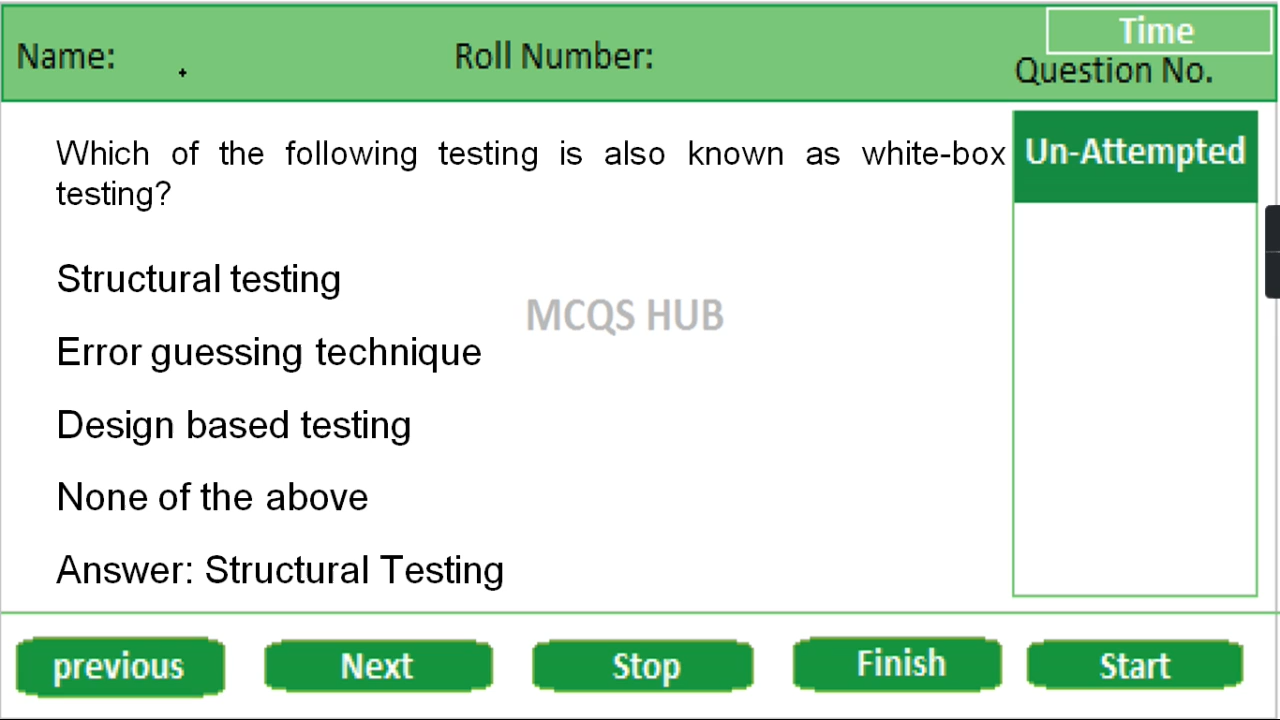 Time
Name:
Roll Number:
Question No.
Which of the following testing is also known as white-box
testing?
Un-Attempted
Structural testing
MCQS HUB
Error guessing technique
Design based testing
None of the above
Answer: Structural Testing
previous
Next
Stop
Finish
Start